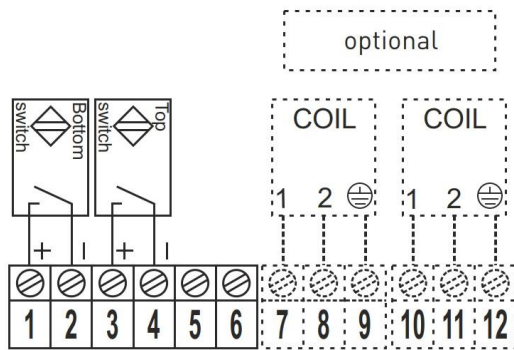 optional
Bottom
switch
Top
switch
COIL
COIL
1 2
1 2
+ − + −
1 2 3 4 5 6 7 8 9 10 11 12